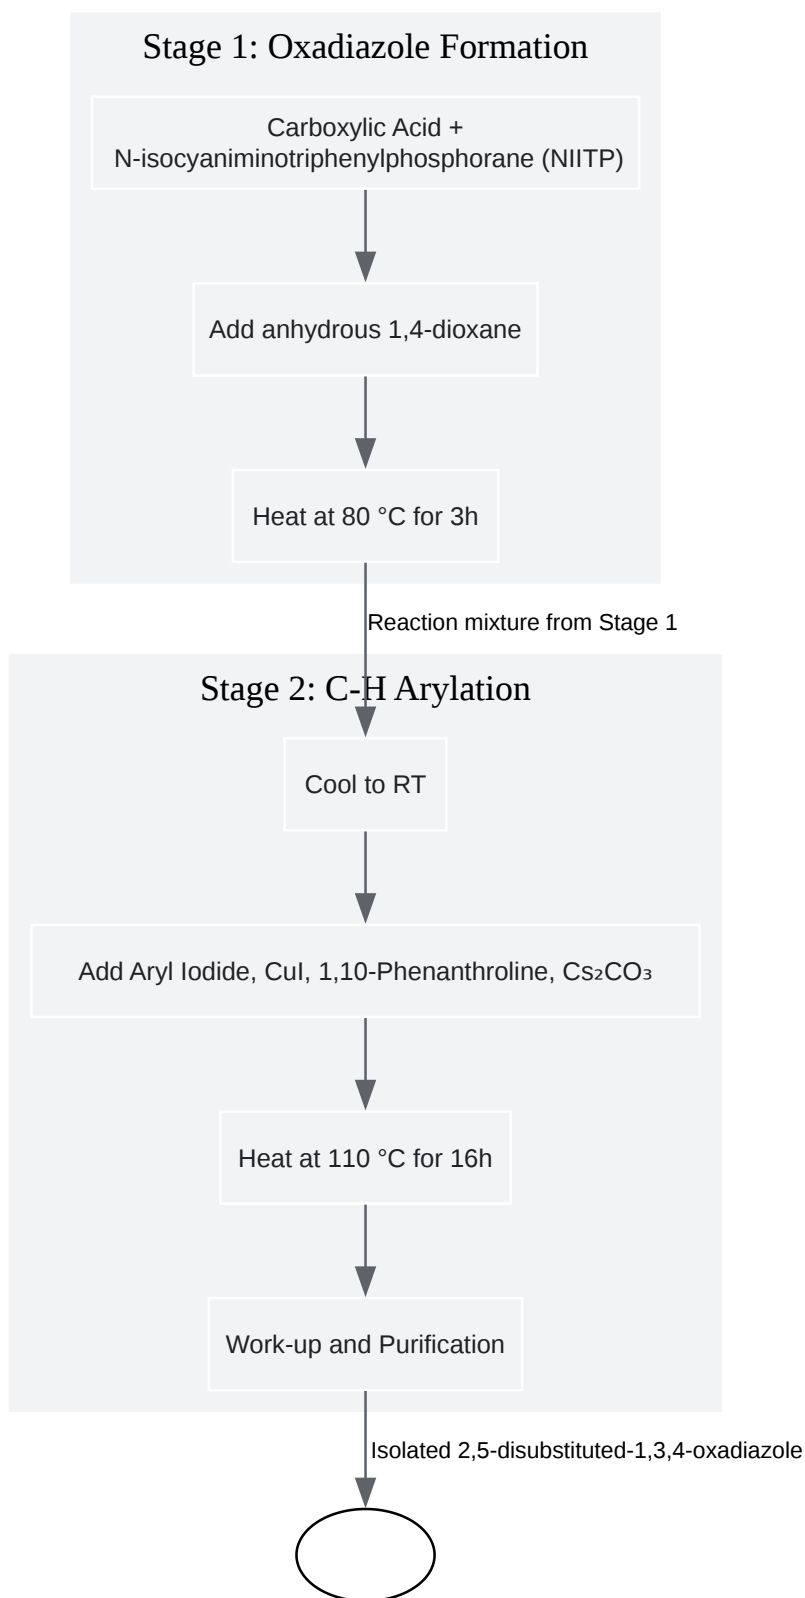 Stage 1: Oxadiazole Formation
Carboxylic Acid +
N-isocyaniminotriphenylphosphorane (NIITP)
Add anhydrous 1,4-dioxane
Heat at 80 °C for 3h
Reaction mixture from Stage 1
Stage 2: C-H Arylation
Cool to RT
Add Aryl Iodide, CuI, 1,10-Phenanthroline, Cs₂CO₃
Heat at 110 °C for 16h
Work-up and Purification
Isolated 2,5-disubstituted-1,3,4-oxadiazole